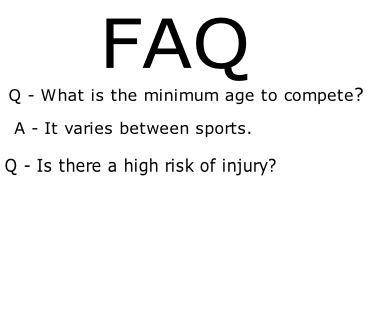 FAQ
Q - What is the minimum age to compete?
A - It varies between sports.
Q - Is there a high risk of injury?